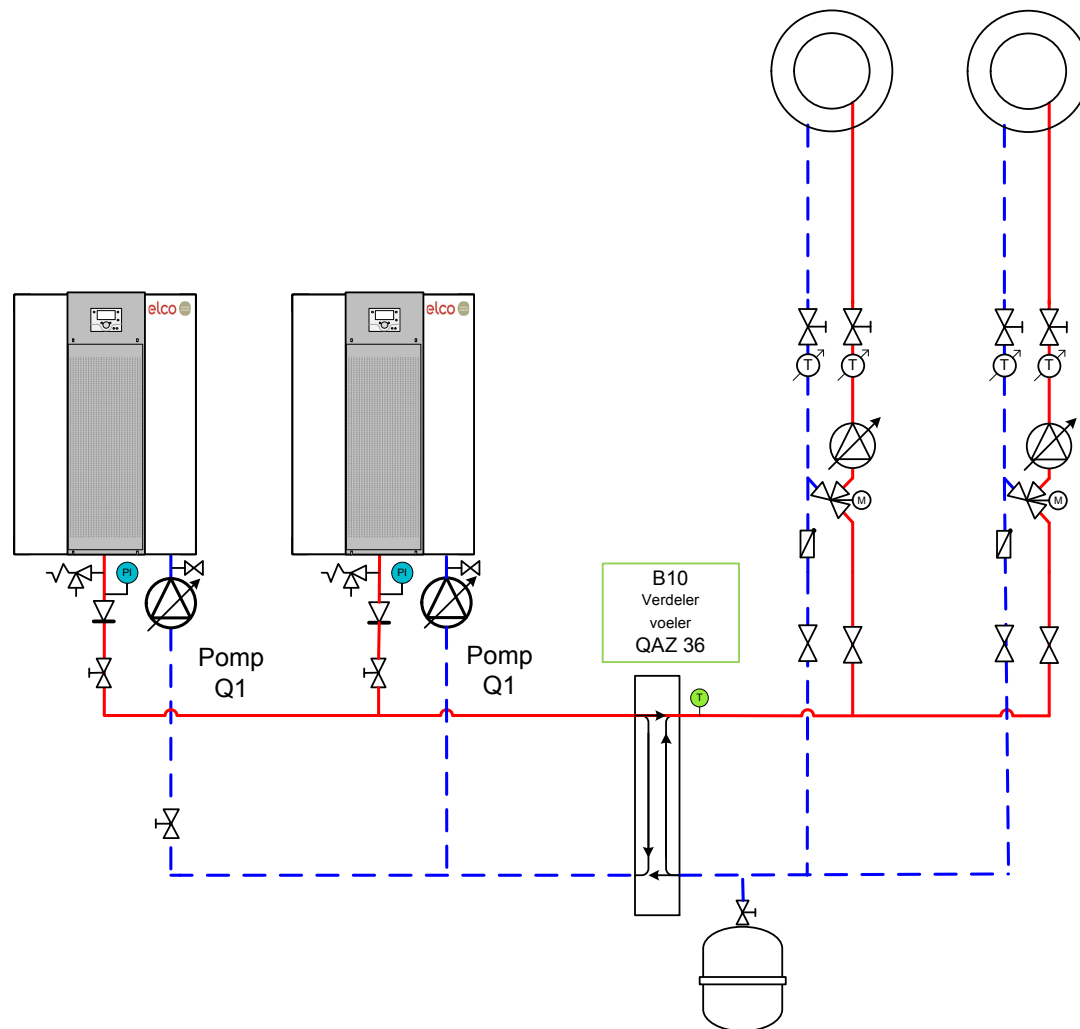 elco
elco
T
T
T
T
M
M
PI
PI
B10
Verdeler
voeler
QAZ 36
Pomp
Q1
Pomp
Q1
T